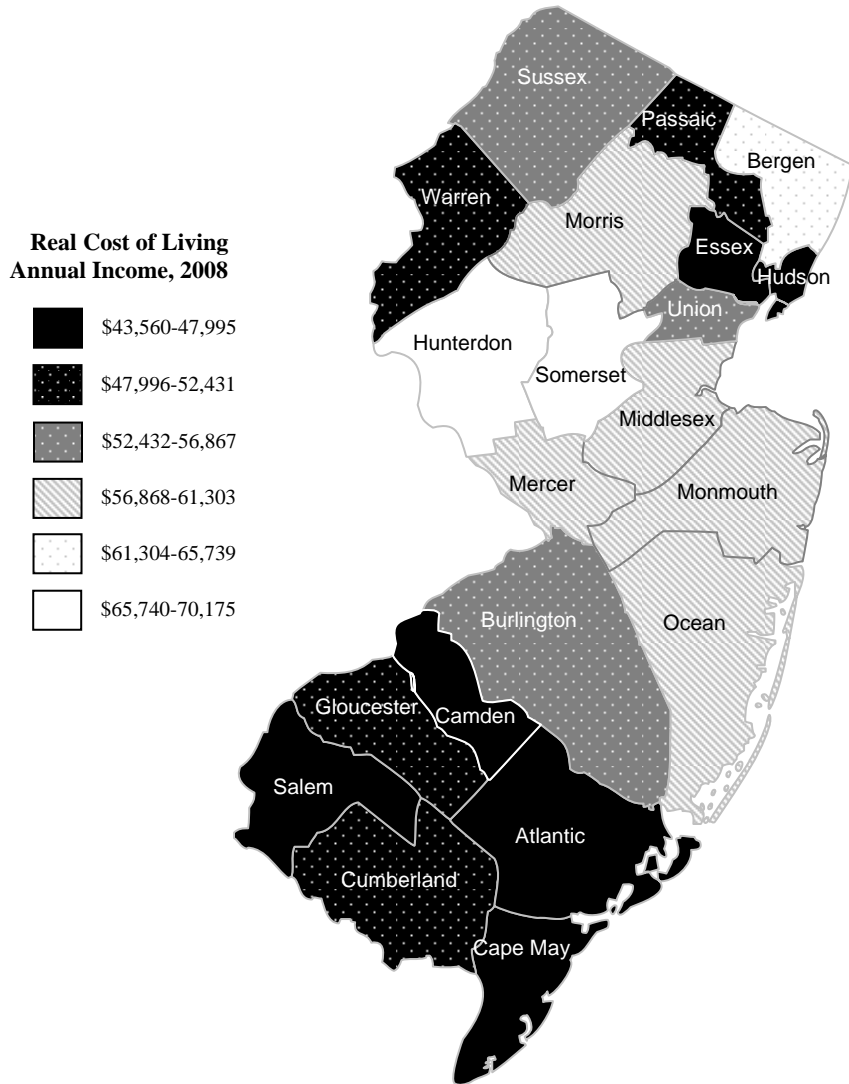 Real Cost of Living
Annual Income, 2008
$43,560-47,995
$47,996-52,431
$52,432-56,867
$56,868-61,303
$61,304-65,739
$65,740-70,175
Sussex
Passaic
Bergen
Warren
Morris
Essex
Hudson
Union
Hunterdon
Somerset
Middlesex
Mercer
Monmouth
Burlington
Ocean
Gloucester
Camden
Salem
Atlantic
Cumberland
Cape May